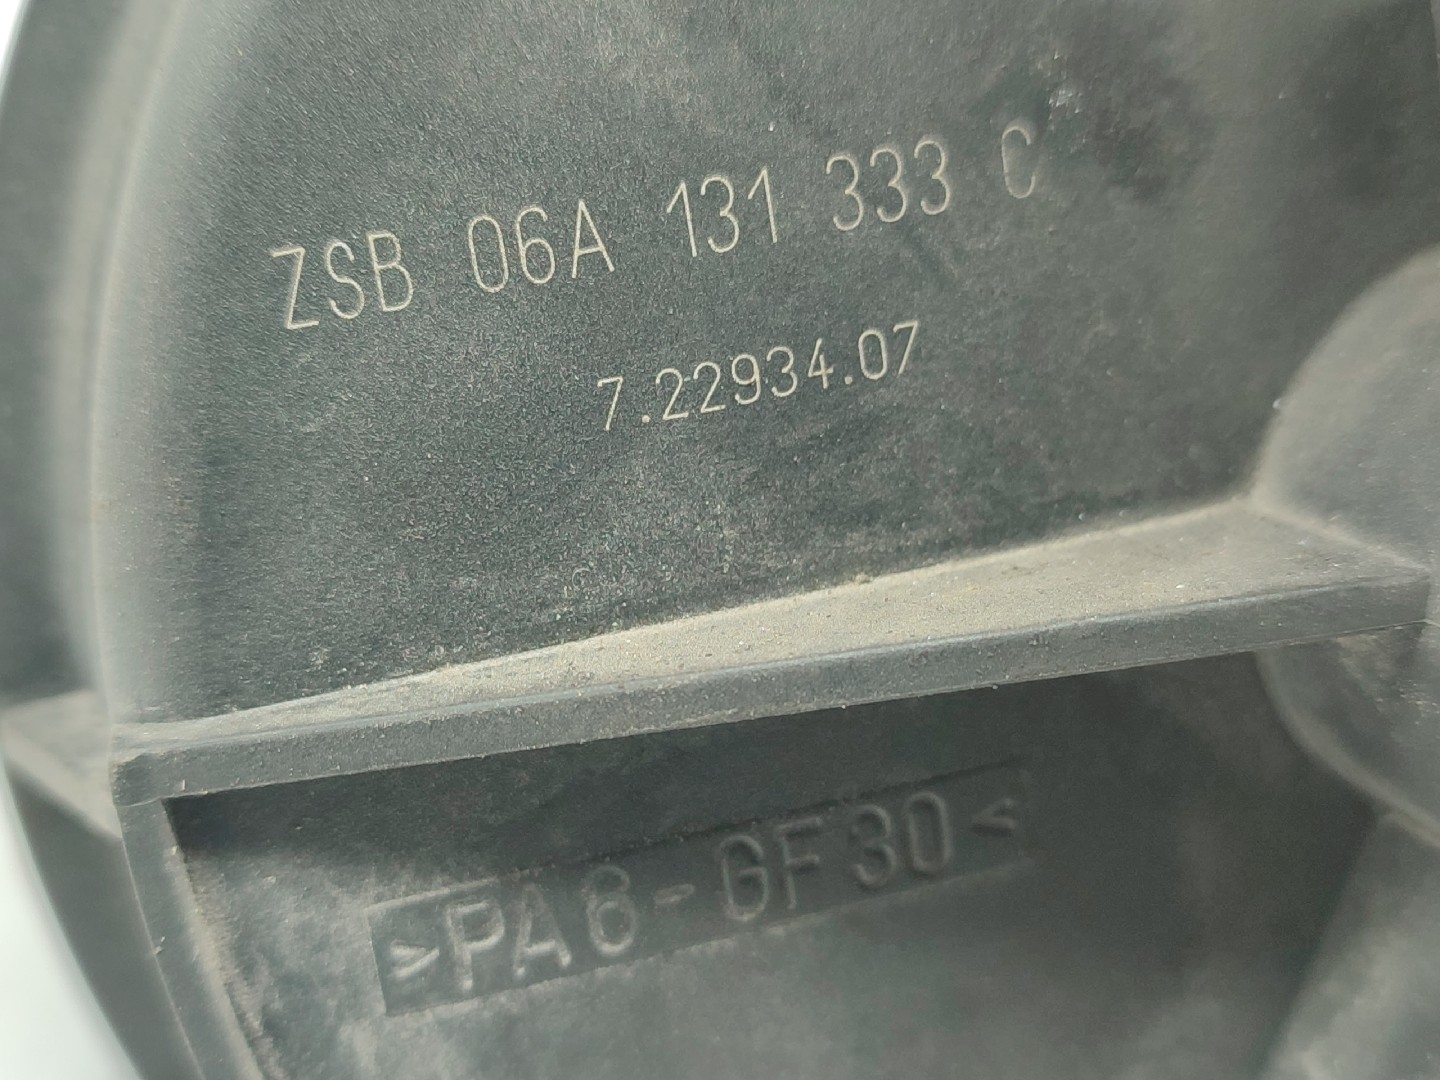 ZSB 06A 131 333 C
7.22934.07
>PA6-GF30<